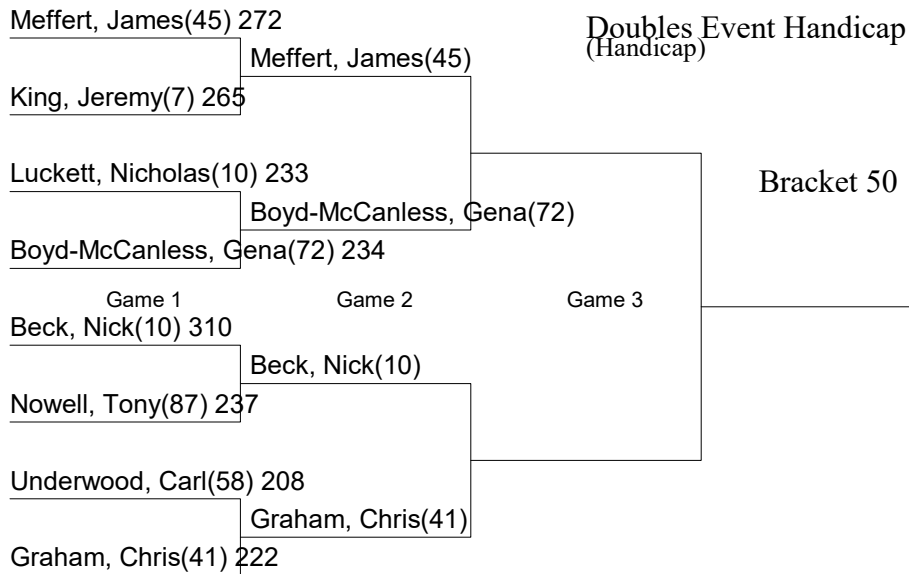 Meffert, James(45) 272
Doubles Event Handicap
(Handicap)
Meffert, James(45)
King, Jeremy(7) 265
Luckett, Nicholas(10) 233
Bracket 50
Boyd-McCanless, Gena(72)
Boyd-McCanless, Gena(72) 234
Game 1
Game 2
Game 3
Beck, Nick(10) 310
Beck, Nick(10)
Nowell, Tony(87) 237
Underwood, Carl(58) 208
Graham, Chris(41)
Graham, Chris(41) 222